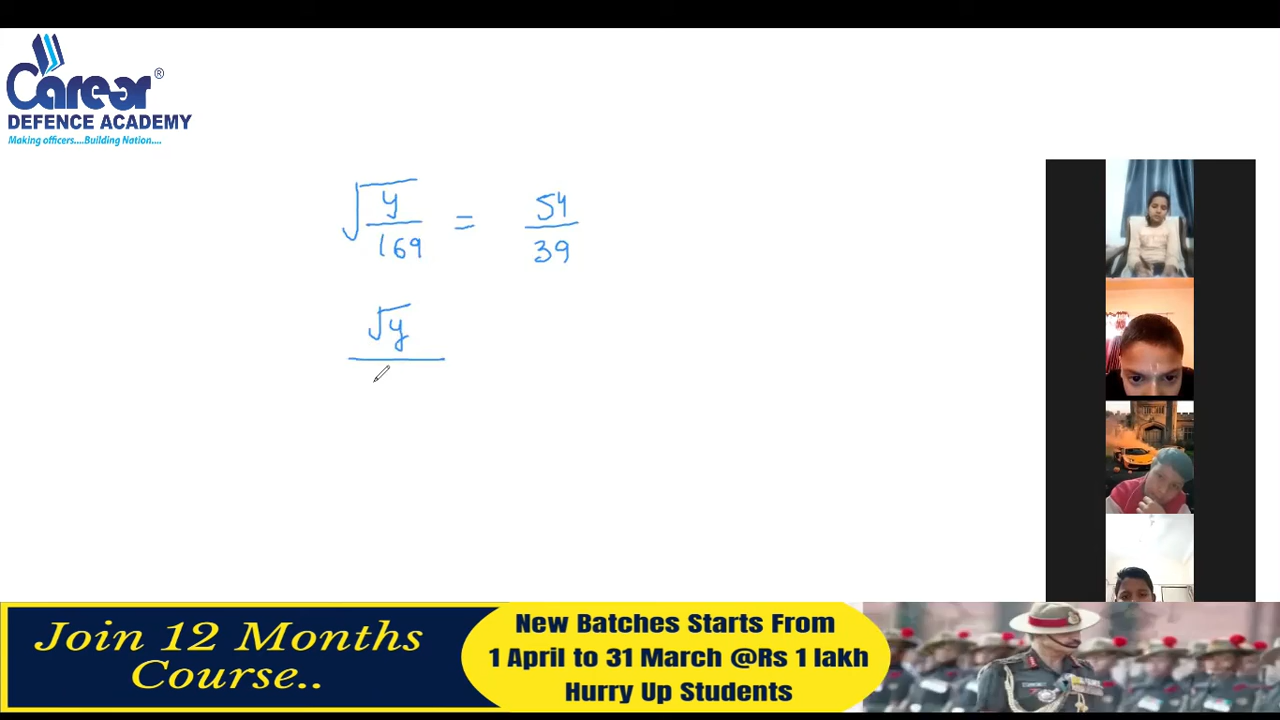 Carear®
DEFENCE ACADEMY
Making officers....Building Nation....
√(y/169) = 54/39
√y
Join 12 Months
Course..
New Batches Starts From
1 April to 31 March @Rs 1 lakh
Hurry Up Students